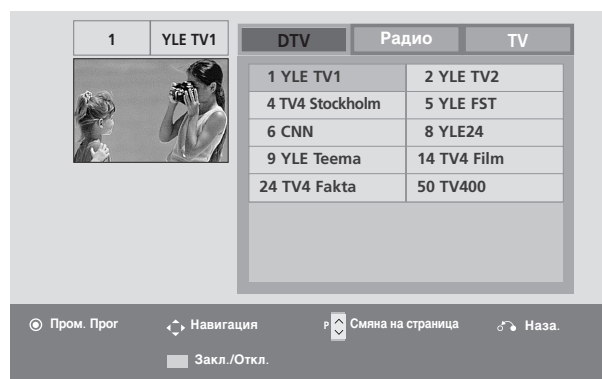 1 YLE TV1 DTV Радио TV
1 YLE TV1 2 YLE TV2
4 TV4 Stockholm 5 YLE FST
6 CNN 8 YLE24
9 YLE Teema 14 TV4 Film
24 TV4 Fakta 50 TV400
Пром. Прог Навигация P Смяна на страница Наза.
Закл./Откл.